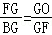 FG/BG = GO/GF